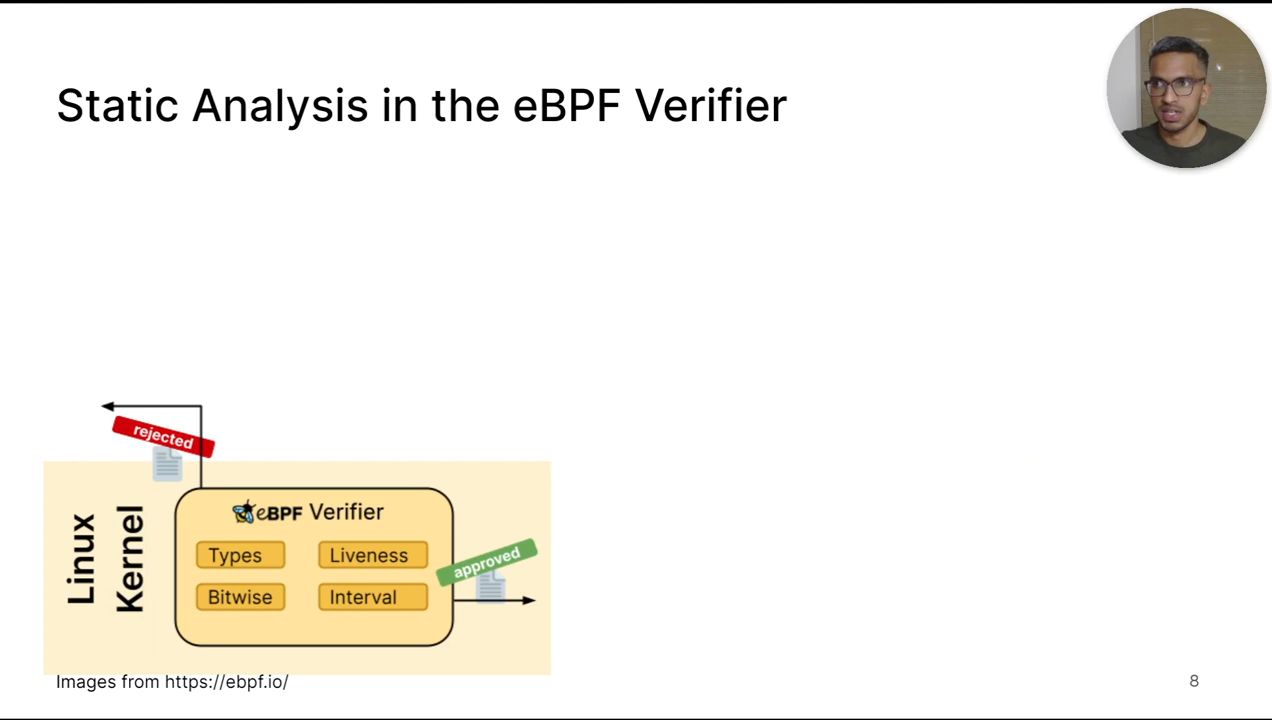 Static Analysis in the eBPF Verifier
rejected
Linux
Kernel
eBPF Verifier
Types
Liveness
Bitwise
Interval
approved
Images from https://ebpf.io/
8